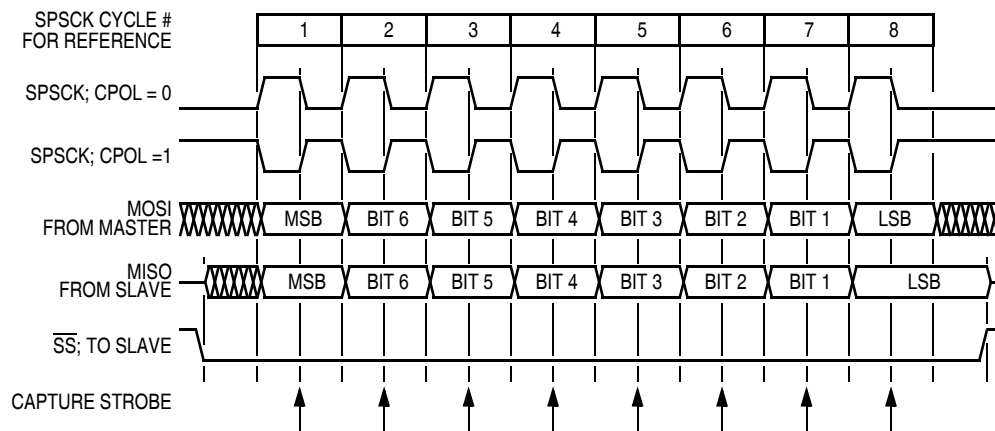 SPSCK CYCLE #
FOR REFERENCE
1 2 3 4 5 6 7 8
SPSCK; CPOL = 0
SPSCK; CPOL =1
MOSI
FROM MASTER
MSB BIT 6 BIT 5 BIT 4 BIT 3 BIT 2 BIT 1 LSB
MISO
FROM SLAVE
MSB BIT 6 BIT 5 BIT 4 BIT 3 BIT 2 BIT 1 LSB
S̅S̅; TO SLAVE
CAPTURE STROBE